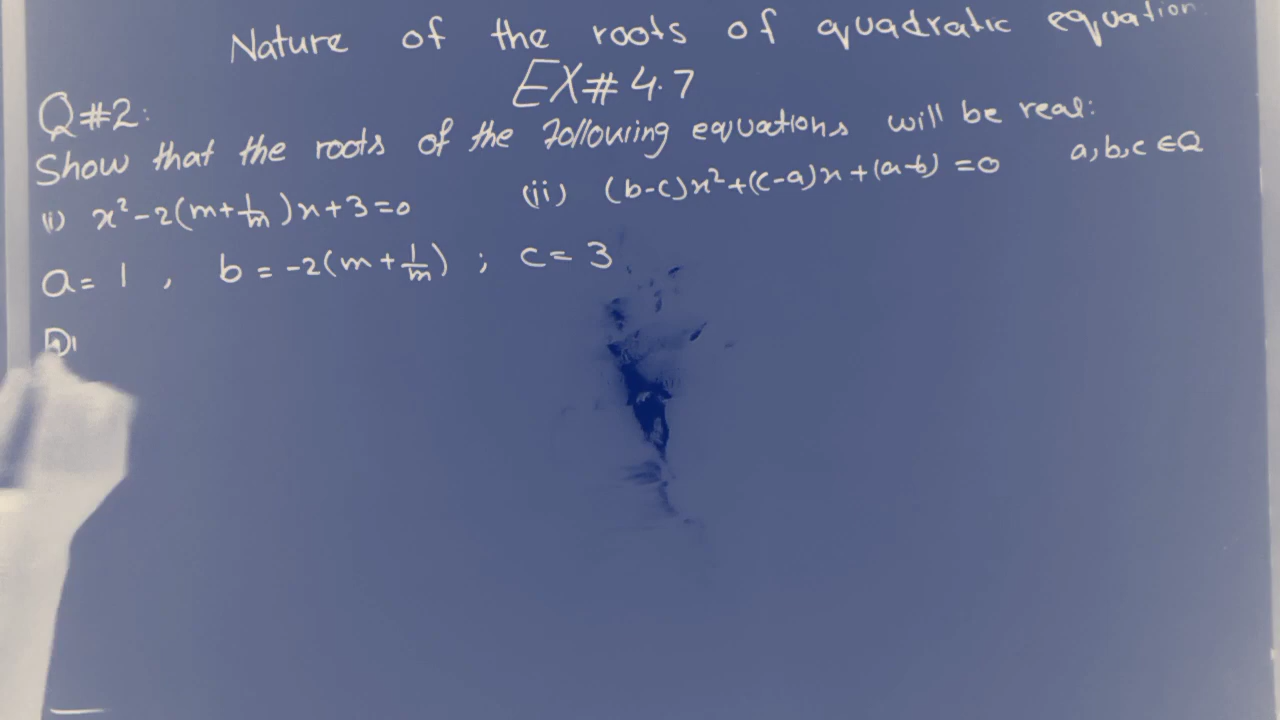 Nature of the roots of quadratic equation
EX# 4.7
Q#2:
Show that the roots of the following equations will be real:
(i) x²-2(m+1/m)x+3=0 (ii) (b-c)x²+(c-a)x+(a-b)=0 a,b,c∈Q
a= 1 , b = -2(m+1/m) ; c= 3
Di